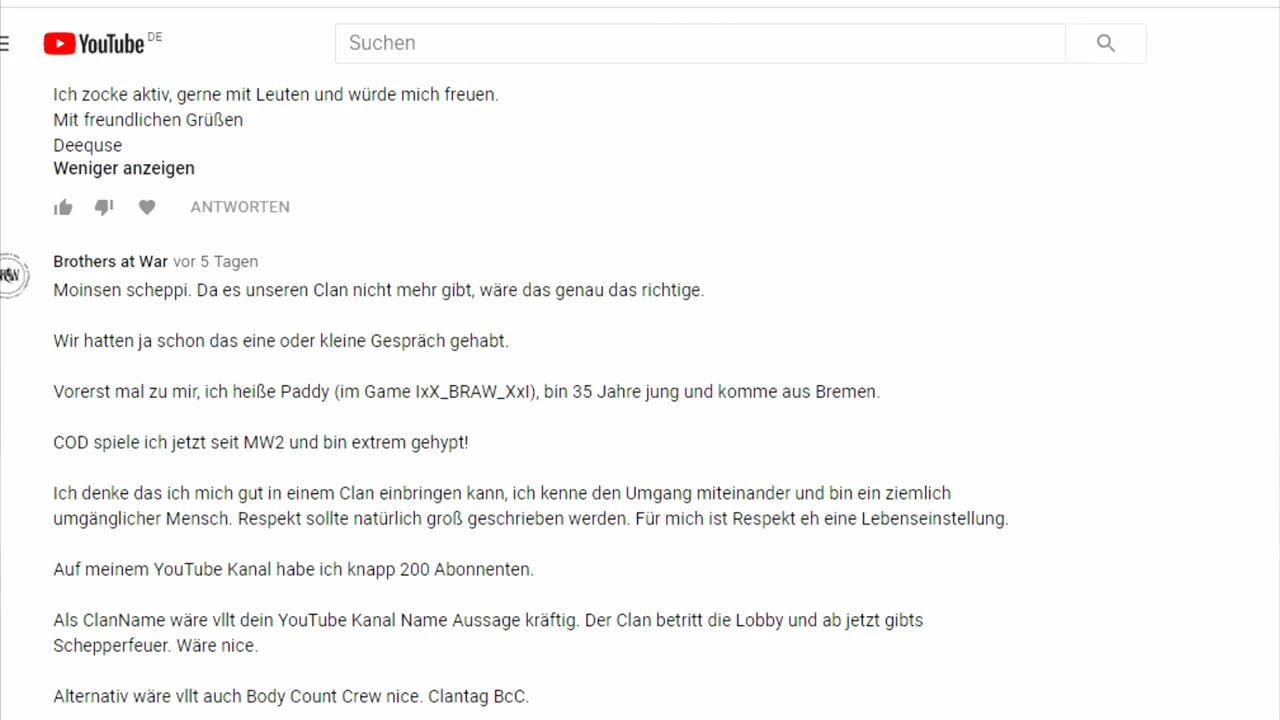 YouTube DE
Suchen
Ich zocke aktiv, gerne mit Leuten und würde mich freuen.
Mit freundlichen Grüßen
Deequse
Weniger anzeigen
ANTWORTEN
Brothers at War vor 5 Tagen
Moinsen scheppi. Da es unseren Clan nicht mehr gibt, wäre das genau das richtige.
Wir hatten ja schon das eine oder kleine Gespräch gehabt.
Vorerst mal zu mir, ich heiße Paddy (im Game IxX_BRAW_XxI), bin 35 Jahre jung und komme aus Bremen.
COD spiele ich jetzt seit MW2 und bin extrem gehypt!
Ich denke das ich mich gut in einem Clan einbringen kann, ich kenne den Umgang miteinander und bin ein ziemlich
umgänglicher Mensch. Respekt sollte natürlich groß geschrieben werden. Für mich ist Respekt eh eine Lebenseinstellung.
Auf meinem YouTube Kanal habe ich knapp 200 Abonnenten.
Als ClanName wäre vllt dein YouTube Kanal Name Aussage kräftig. Der Clan betritt die Lobby und ab jetzt gibts
Schepperfeuer. Wäre nice.
Alternativ wäre vllt auch Body Count Crew nice. Clantag BcC.